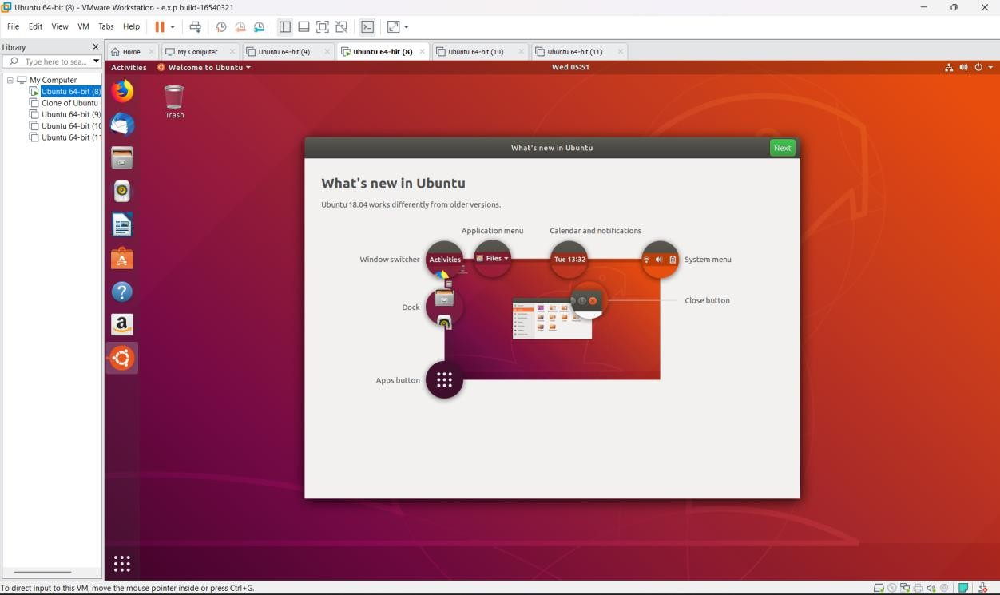 Ubuntu 64-bit (8) - VMware Workstation - e.x.p build-16540321
File Edit View VM Tabs Help
Library
Type here to sea...
My Computer
Ubuntu 64-bit (8)
Clone of Ubuntu
Ubuntu 64-bit (9)
Ubuntu 64-bit (10
Ubuntu 64-bit (11
Home My Computer Ubuntu 64-bit (9) Ubuntu 64-bit (8) Ubuntu 64-bit (10) Ubuntu 64-bit (11)
Activities Welcome to Ubuntu Wed 05:51
Trash
What's new in Ubuntu Next
What's new in Ubuntu
Ubuntu 18.04 works differently from older versions.
Application menu Calendar and notifications
Window switcher Activities Files Tue 13:32 System menu
Dock Close button
Apps button
To direct input to this VM, move the mouse pointer inside or press Ctrl+G.